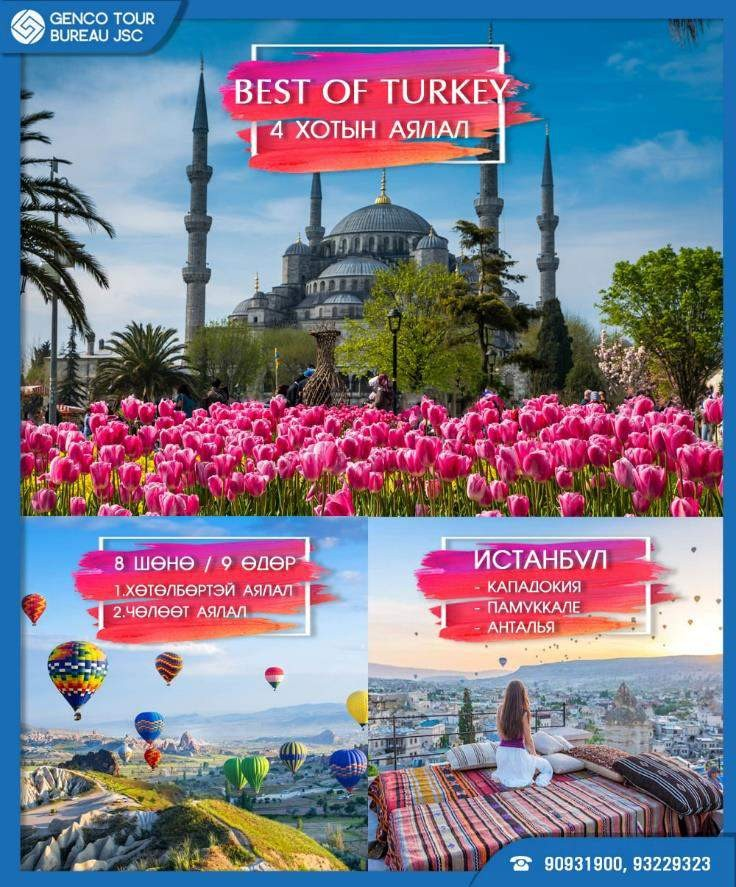 GENCO TOUR
BUREAU JSC
BEST OF TURKEY
4 ХОТЫН АЯЛАЛ
8 ШӨНӨ / 9 ӨДӨР
1.ХӨТӨЛБӨРТЭЙ АЯЛАЛ
2.ЧӨЛӨӨТ АЯЛАЛ
ИСТАНБУЛ
- КАПАДОКИЯ
- ПАМУККАЛЕ
- АНТАЛЬЯ
☎ 90931900, 93229323